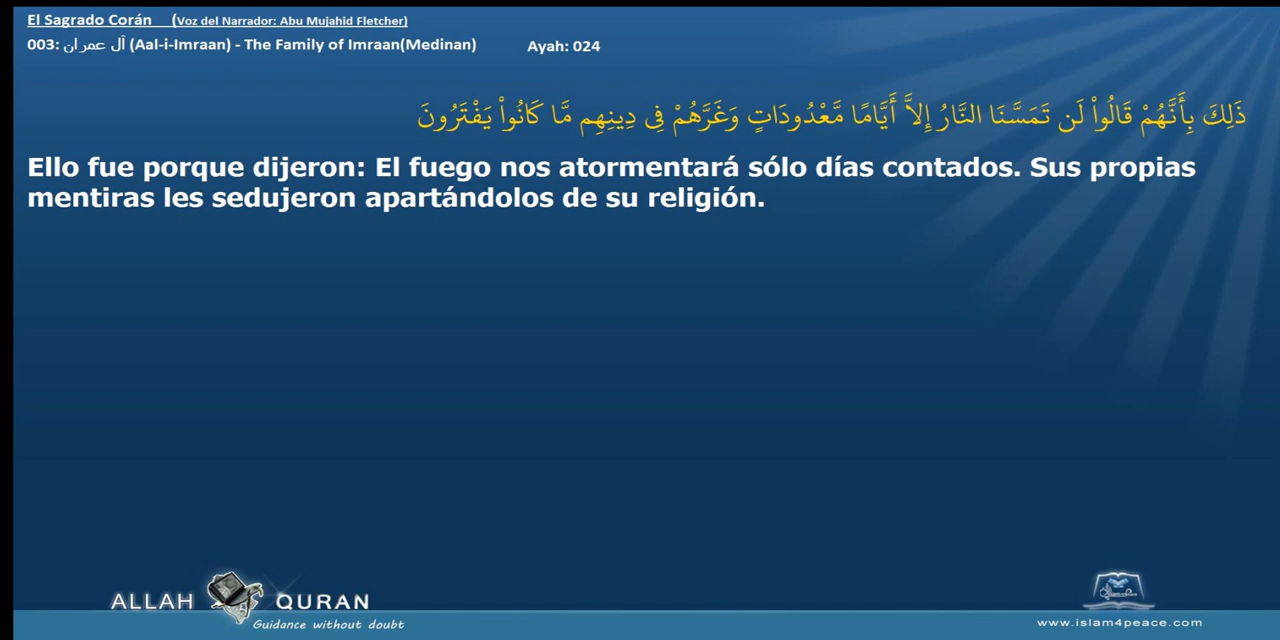 El Sagrado Corán (Voz del Narrador: Abu Mujahid Fletcher)
003: آل عمران (Aal-i-Imraan) - The Family of Imraan(Medinan) Ayah: 024
ذَلِكَ بِأَنَّهُمْ قَالُواْ لَن تَمَسَّنَا النَّارُ إِلاَّ أَيَّامًا مَّعْدُودَاتٍ وَغَرَّهُمْ فِي دِينِهِم مَّا كَانُواْ يَفْتَرُونَ
Ello fue porque dijeron: El fuego nos atormentará sólo días contados. Sus propias
mentiras les sedujeron apartándolos de su religión.
ALLAH QURAN
Guidance without doubt
www.islam4peace.com